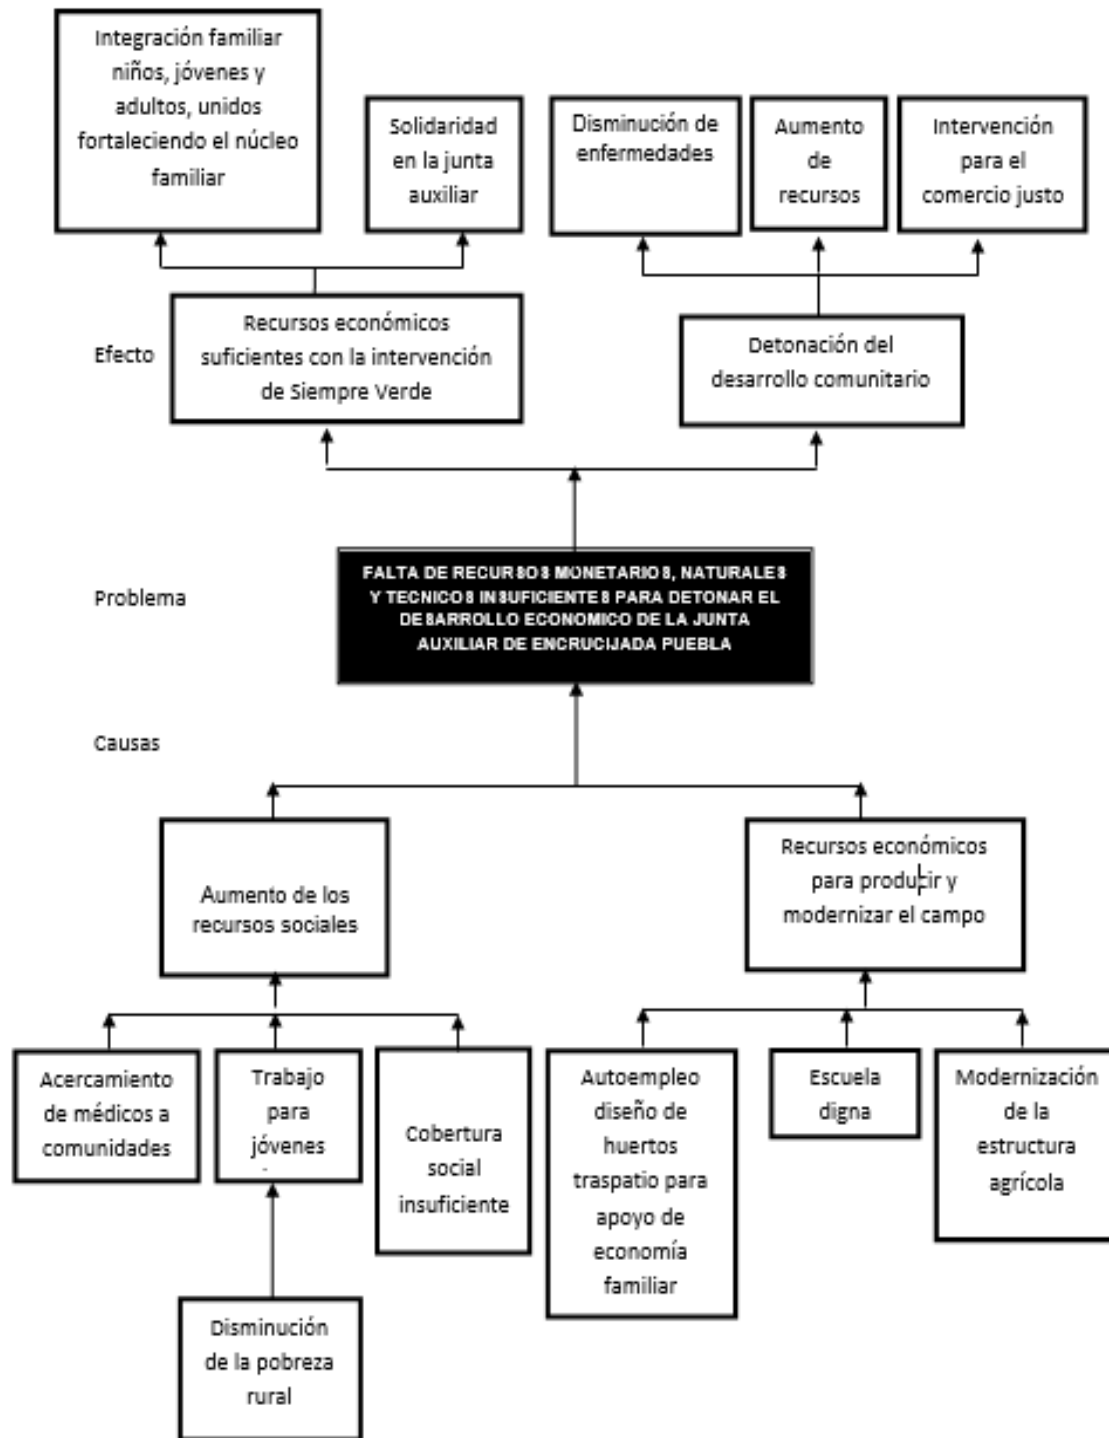 Integración familiar
niños, jóvenes y
adultos, unidos
fortaleciendo el núcleo
familiar
Solidaridad
en la junta
auxiliar
Disminución de
enfermedades
Aumento
de
recursos
Intervención
para el
comercio justo
Efecto
Recursos económicos
suficientes con la intervención
de Siempre Verde
Detonación del
desarrollo comunitario
Problema
FALTA DE RECURSOS MONETARIOS, NATURALES
Y TECNICOS INSUFICIENTES PARA DETONAR EL
DESARROLLO ECONOMICO DE LA JUNTA
AUXILIAR DE ENCRUCIJADA PUEBLA
Causas
Aumento de los
recursos sociales
Recursos económicos
para producir y
modernizar el campo
Acercamiento
de médicos a
comunidades
Trabajo
para
jóvenes
Cobertura
social
insuficiente
Autoempleo
diseño de
huertos
traspatio para
apoyo de
economía
familiar
Escuela
digna
Modernización
de la
estructura
agrícola
Disminución
de la pobreza
rural